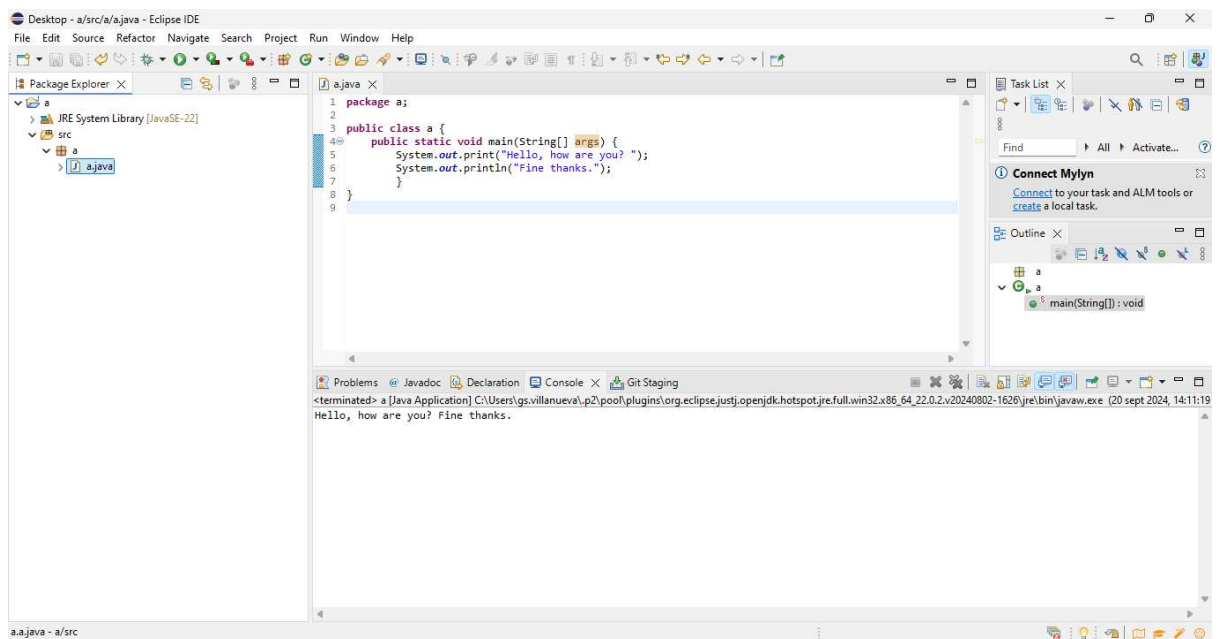 Desktop - a/src/a/a.java - Eclipse IDE
File Edit Source Refactor Navigate Search Project Run Window Help
Package Explorer
a
JRE System Library [JavaSE-22]
src
a
a.java
a.java
1 package a;
2
3 public class a {
4 public static void main(String[] args) {
5 System.out.print("Hello, how are you? ");
6 System.out.println("Fine thanks.");
7 }
8 }
9
Task List
Find All Activate...
Connect Mylyn
Connect to your task and ALM tools or
create a local task.
Outline
a
a
main(String[]) : void
Problems Javadoc Declaration Console Git Staging
<terminated> a [Java Application] C:\Users\gs.villanueva\.p2\pool\plugins\org.eclipse.justj.openjdk.hotspot.jre.full.win32.x86_64_22.0.2.v20240802-1626\jre\bin\javaw.exe (20 sept 2024, 14:11:19
Hello, how are you? Fine thanks.
a.a.java - a/src